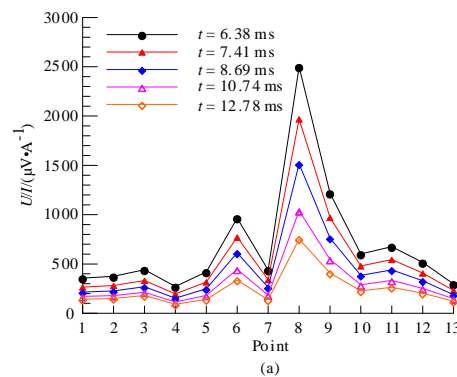 3000
2500
2000
1500
1000
500
0
U/I/(μV•A⁻¹)
t = 6.38 ms
t = 7.41 ms
t = 8.69 ms
t = 10.74 ms
t = 12.78 ms
1 2 3 4 5 6 7 8 9 10 11 12 13
Point
(a)